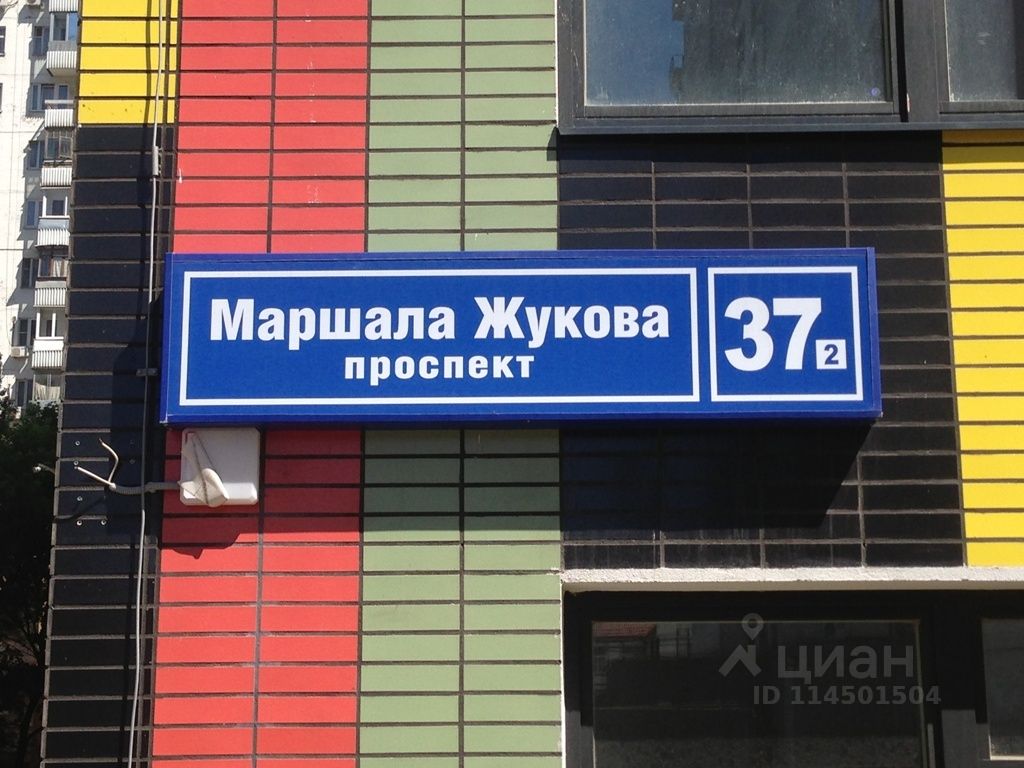 Маршала Жукова
проспект
37 2
циан
ID 114501504